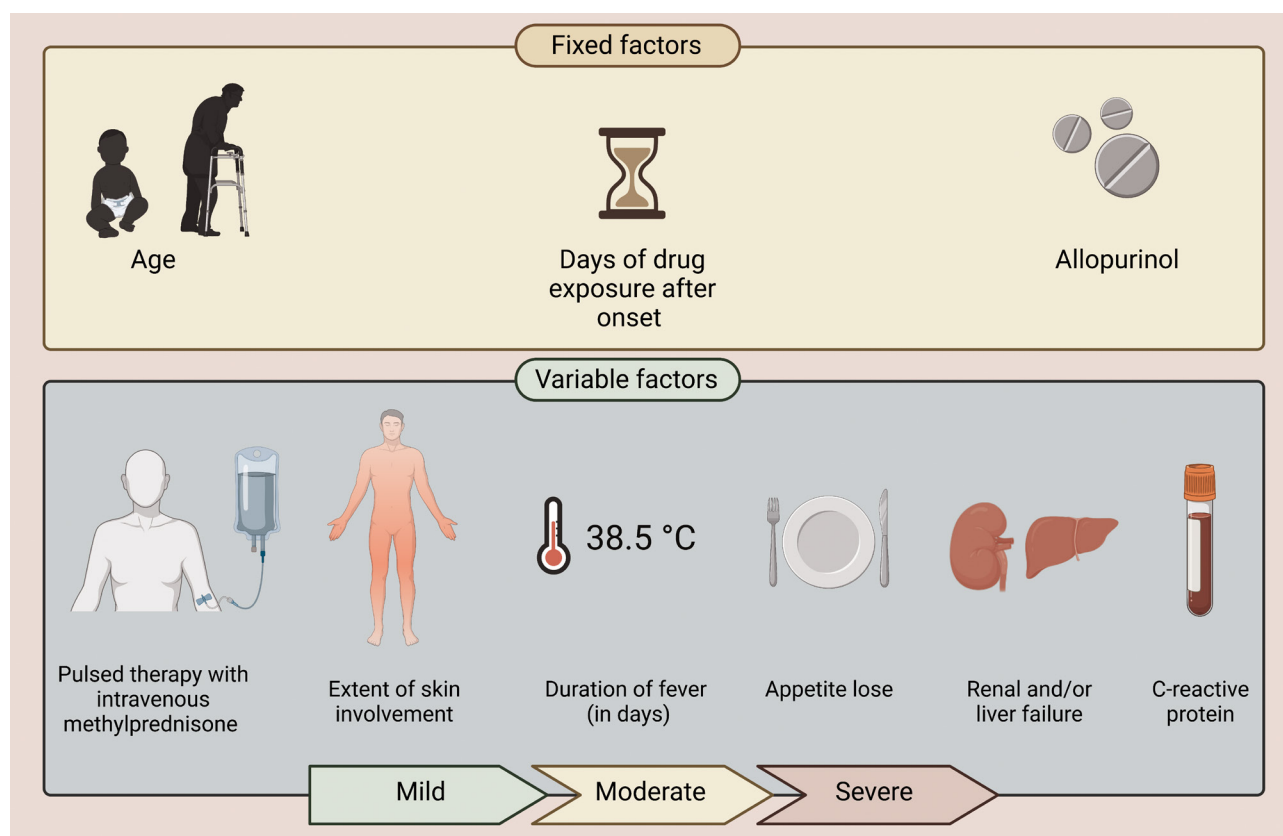 Fixed factors
Age
Days of drug
exposure after
onset
Allopurinol
Variable factors
38.5 °C
Pulsed therapy with
intravenous
methylprednisone
Extent of skin
involvement
Duration of fever
(in days)
Appetite lose
Renal and/or
liver failure
C-reactive
protein
Mild
Moderate
Severe